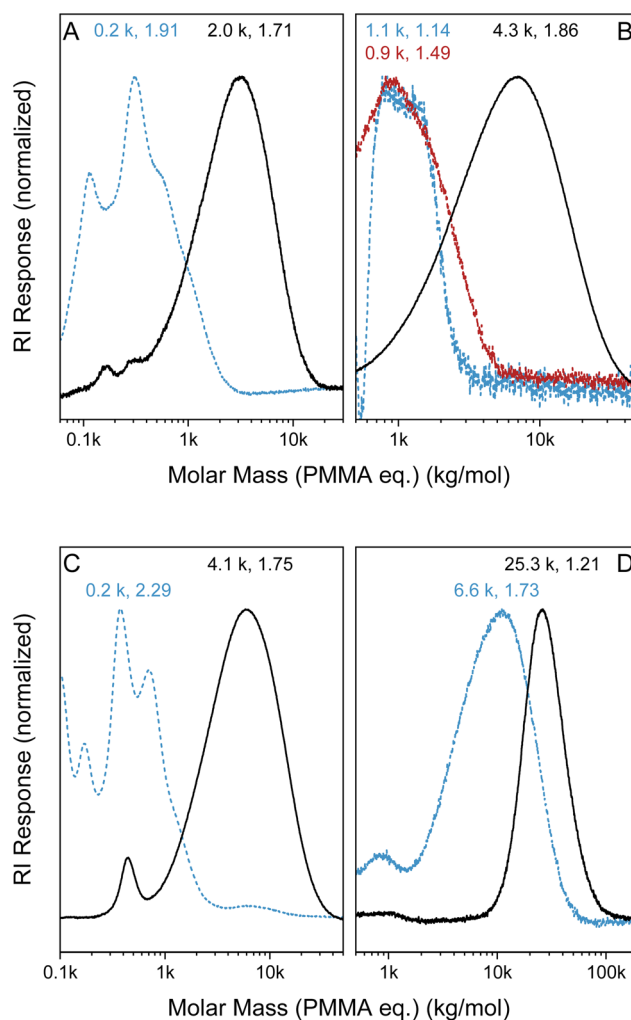 A
0.2 k, 1.91
2.0 k, 1.71
1.1 k, 1.14
0.9 k, 1.49
4.3 k, 1.86
B
RI Response (normalized)
0.1k
1k
10k
1k
10k
Molar Mass (PMMA eq.) (kg/mol)
C
0.2 k, 2.29
4.1 k, 1.75
25.3 k, 1.21
6.6 k, 1.73
D
RI Response (normalized)
0.1k
1k
10k
1k
10k
100k
Molar Mass (PMMA eq.) (kg/mol)